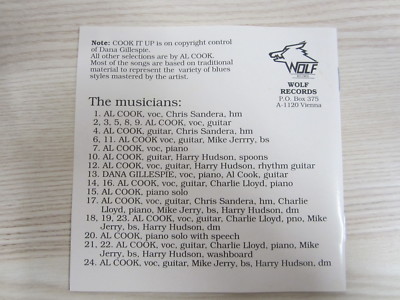 Note: COOK IT UP is on copyright control
of Dana Gillespie.
All other selections are by AL COOK.
Most of the songs are based on traditional
material to represent the variety of blues
styles mastered by the artist.
WOLF
WOLF
RECORDS
P.O. Box 375
A-1120 Vienna
The musicians:
1. AL COOK, voc, Chris Sandera, hm
2, 3, 5, 8, 9. AL COOK, voc, guitar
4. AL COOK, voc, guitar, Chris Sandera, hm
6, 11. AL COOK, voc, guitar, Mike Jerrry, bs
7. AL COOK, voc, piano
10. AL COOK, guitar, Harry Hudson, spoons
12. AL COOK, voc, guitar, Harry Hudson, rhythm guitar
13. DANA GILLESPIE, voc, piano, Al Cook, guitar
14, 16. AL COOK, voc, guitar, Charlie Lloyd, piano
15. AL COOK, piano solo
17. AL COOK, voc, guitar, Chris Sandera, hm, Charlie
Lloyd, piano, Mike Jerry, bs, Harry Hudson, dm
18, 19, 23. AL COOK, voc, guitar, Charlie Lloyd, pno, Mike
Jerry, bs, Harry Hudson, dm
20. AL COOK, piano solo with speech
21, 22. AL COOK, voc, guitar, Charlie Lloyd, piano, Mike
Jerry, bs, Harry Hudson, washboard
24. AL COOK, voc, guitar, Mike Jerry, bs, Harry Hudson, dm